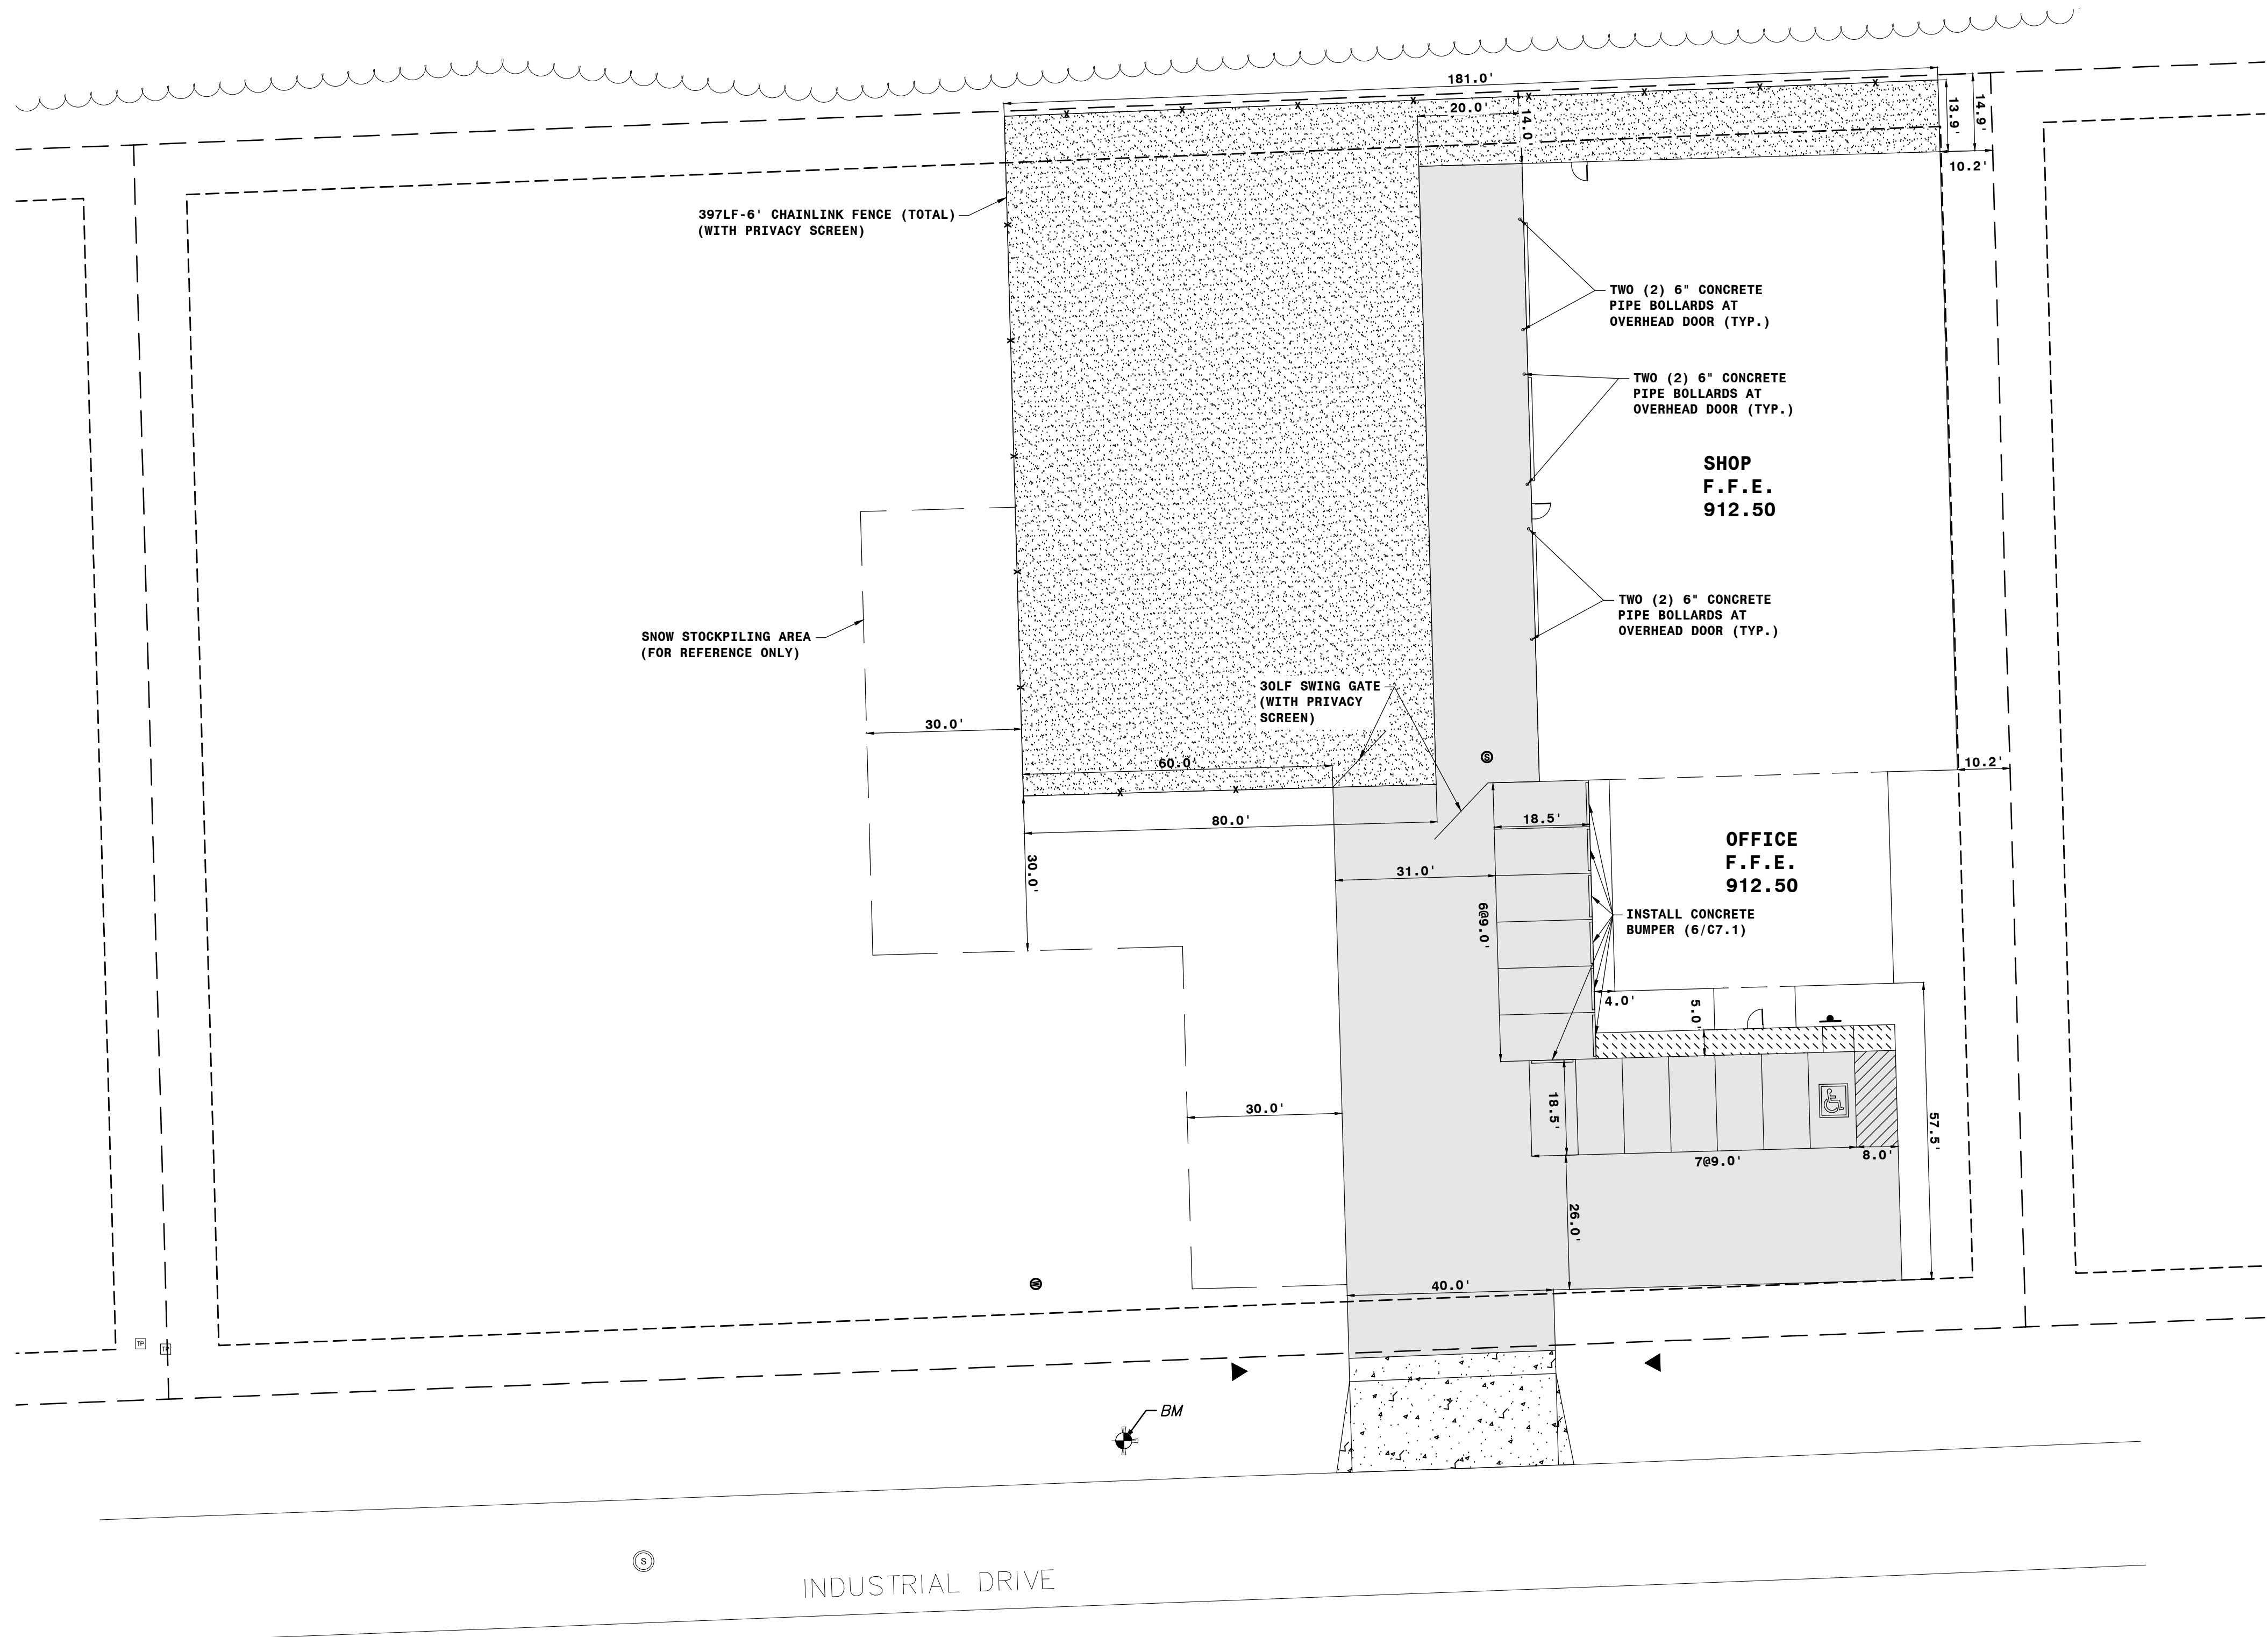 181.0'
20.0'
14.0'
13.9'
14.9'
10.2'
397LF-6' CHAINLINK FENCE (TOTAL)
(WITH PRIVACY SCREEN)
TWO (2) 6" CONCRETE
PIPE BOLLARDS AT
OVERHEAD DOOR (TYP.)
TWO (2) 6" CONCRETE
PIPE BOLLARDS AT
OVERHEAD DOOR (TYP.)
SHOP
F.F.E.
912.50
TWO (2) 6" CONCRETE
PIPE BOLLARDS AT
OVERHEAD DOOR (TYP.)
SNOW STOCKPILING AREA
(FOR REFERENCE ONLY)
30LF SWING GATE
(WITH PRIVACY
SCREEN)
30.0'
S
60.0'
10.2'
80.0'
18.5'
30.0'
31.0'
OFFICE
F.F.E.
912.50
6@9.0'
INSTALL CONCRETE
BUMPER (6/C7.1)
4.0'
5.0'
30.0'
18.5'
57.5'
7@9.0'
8.0'
26.0'
W
40.0'
TP
TP
BM
S
INDUSTRIAL DRIVE